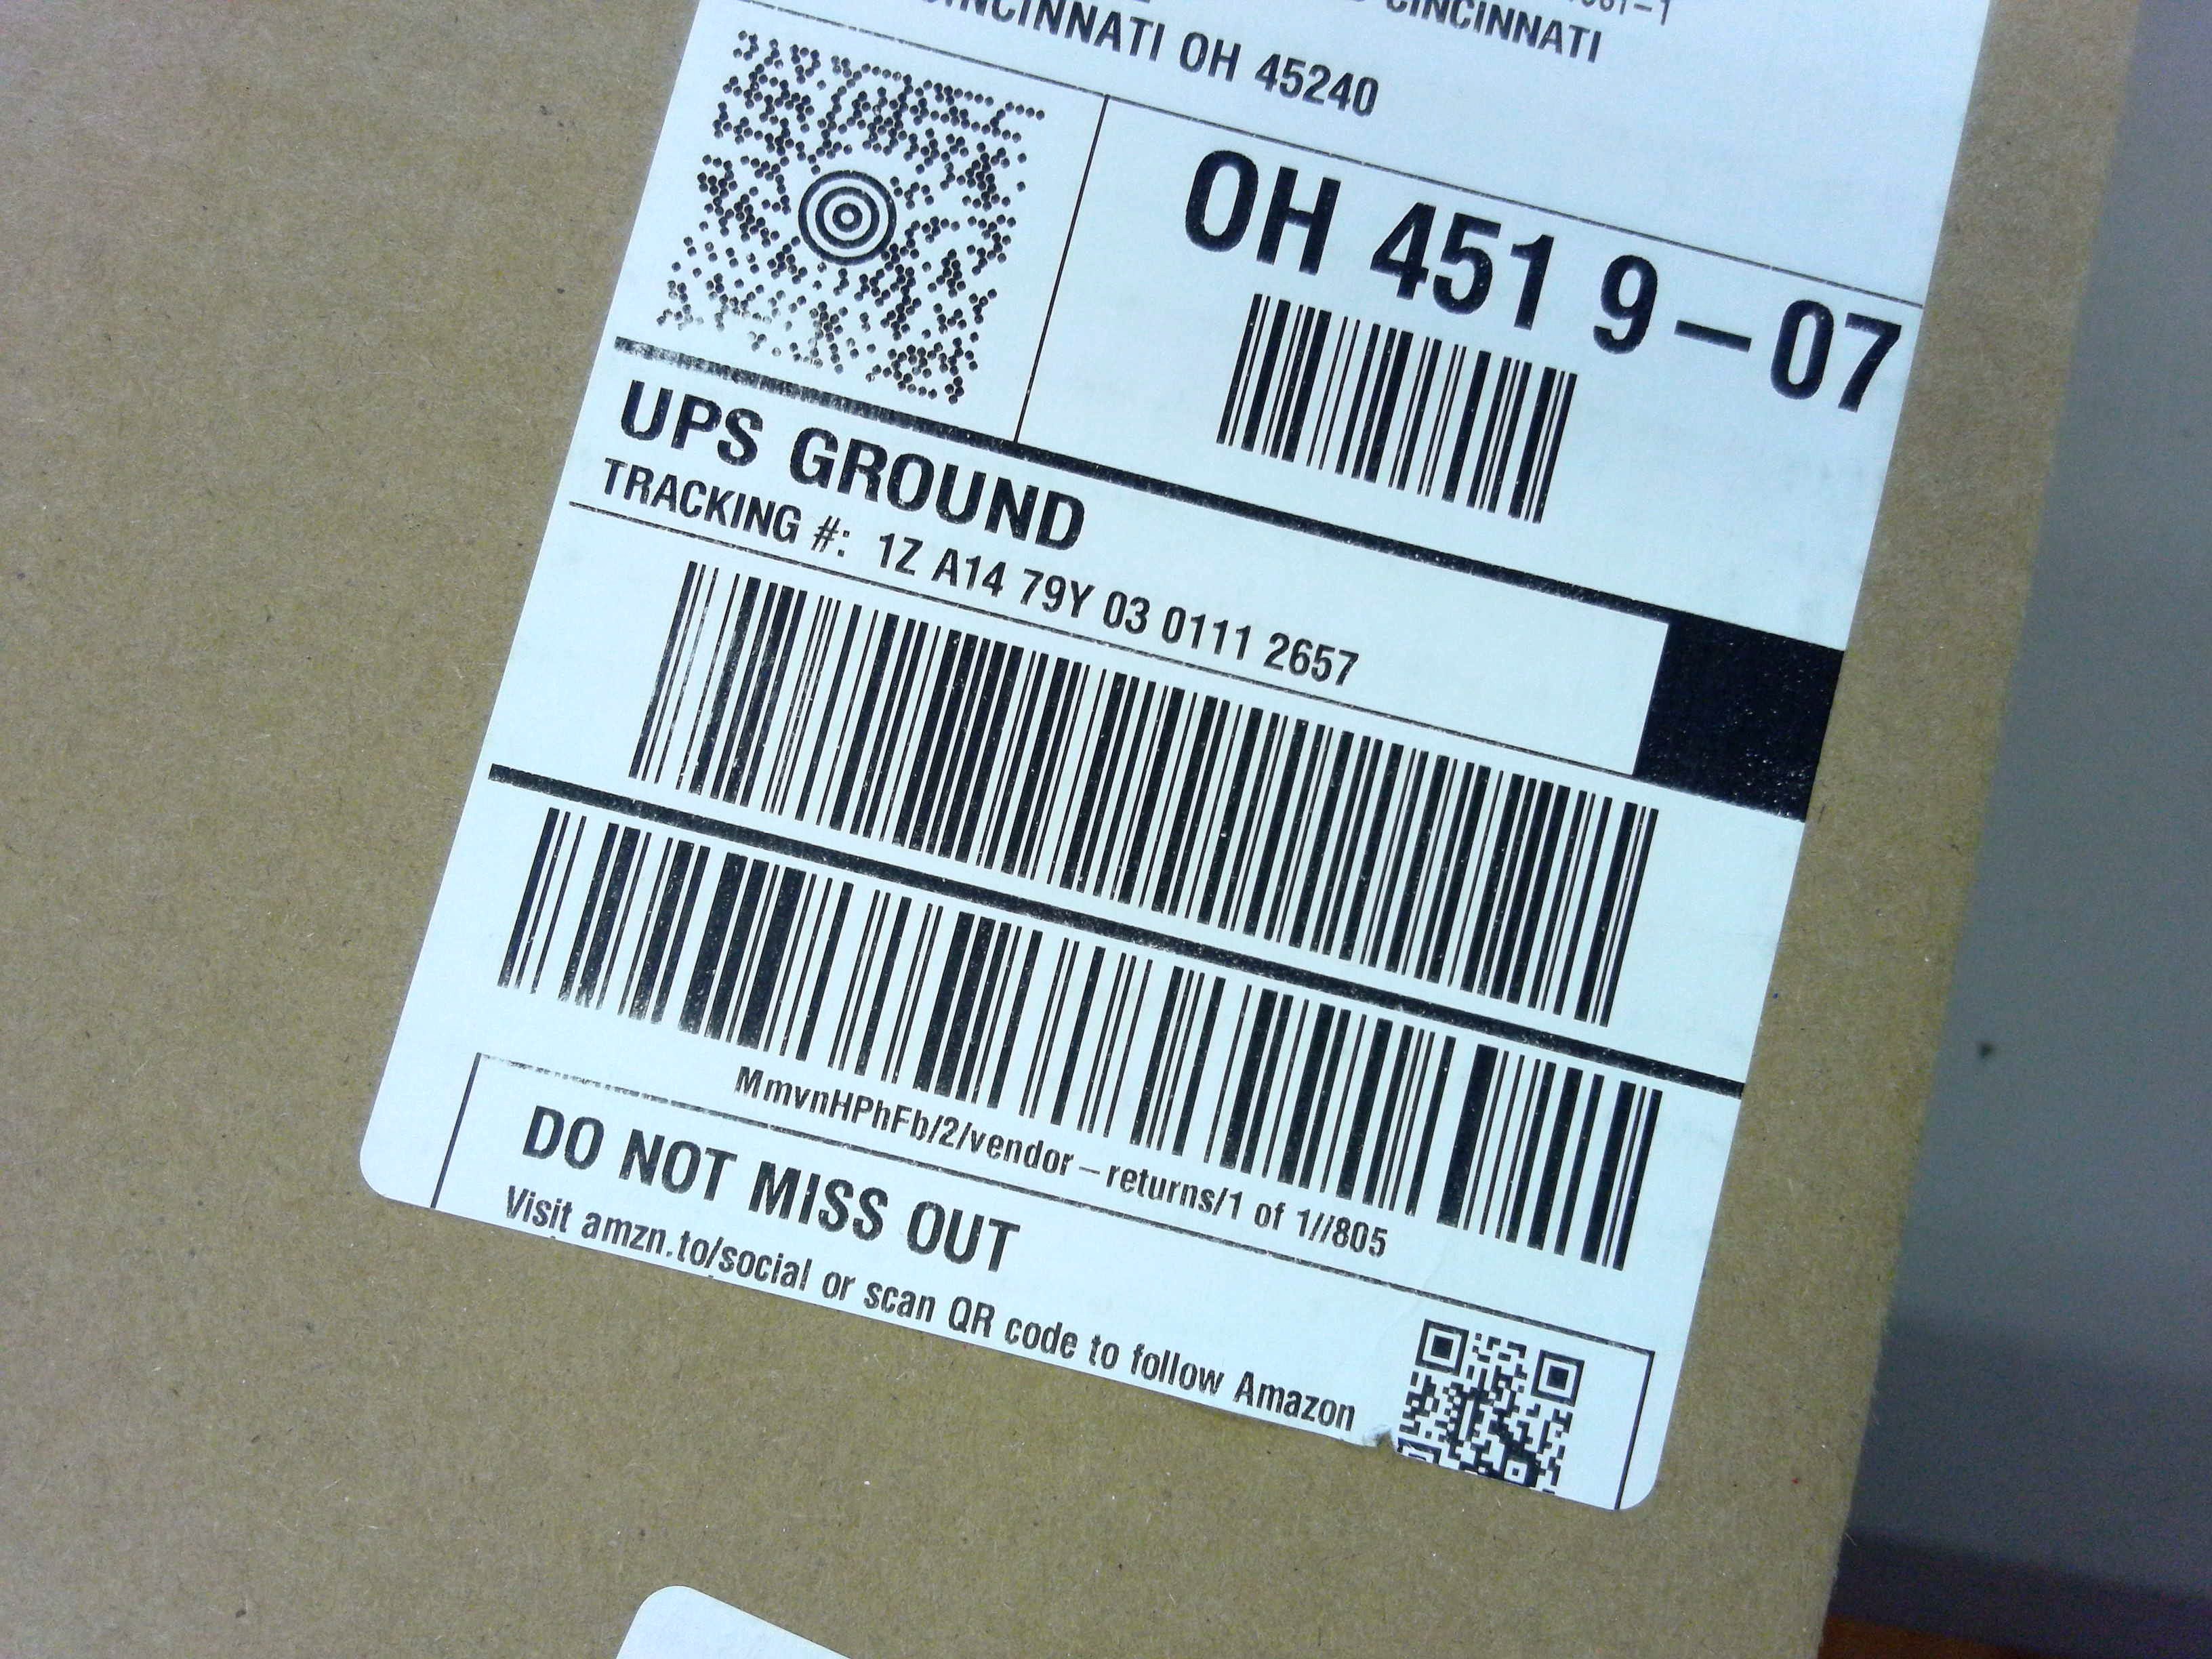 CINCINNATI
CINCINNATI OH 45240
OH 451 9-07
UPS GROUND
TRACKING #: 1Z A14 79Y 03 0111 2657
MmvnHPhFb/2/vendor-returns/1 of 1//805
DO NOT MISS OUT
Visit amzn.to/social or scan QR code to follow Amazon